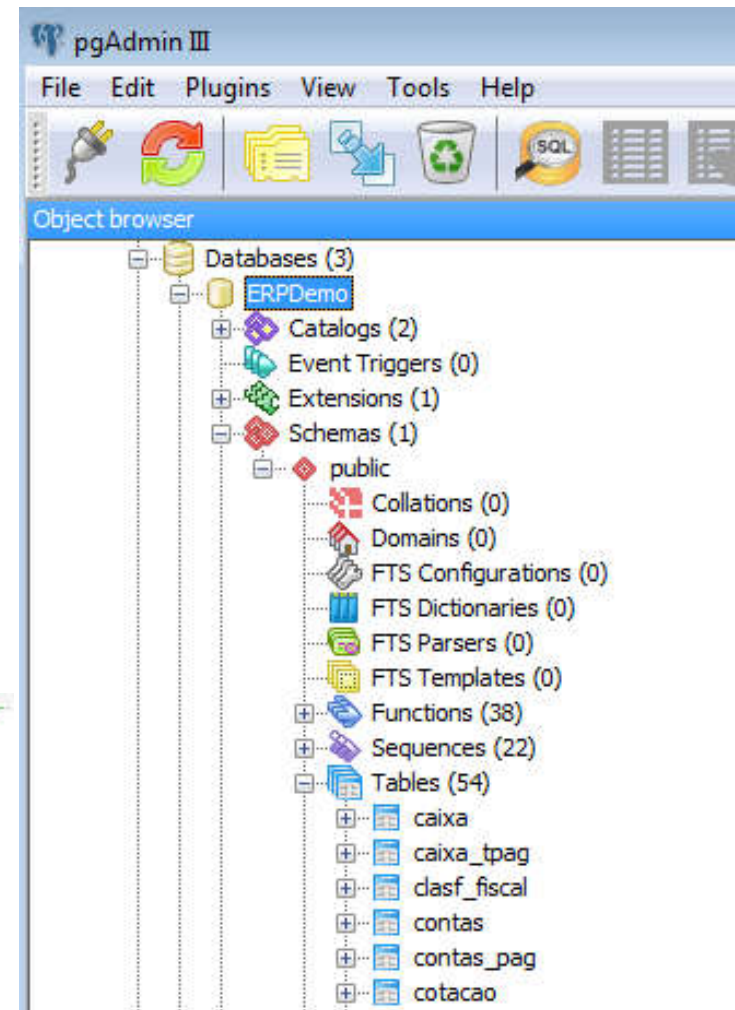 pgAdmin III
File Edit Plugins View Tools Help
SQL
Object browser
Databases (3)
ERPDemo
Catalogs (2)
Event Triggers (0)
Extensions (1)
Schemas (1)
public
Collations (0)
Domains (0)
FTS Configurations (0)
FTS Dictionaries (0)
FTS Parsers (0)
FTS Templates (0)
Functions (38)
Sequences (22)
Tables (54)
caixa
caixa_tpag
clasf_fiscal
contas
contas_pag
cotacao